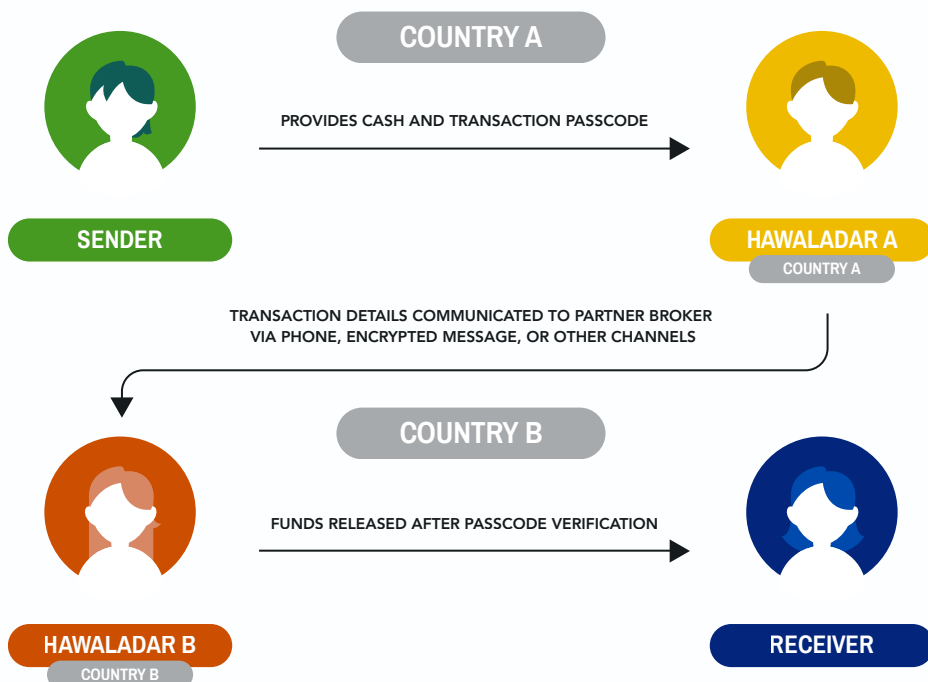 COUNTRY A
PROVIDES CASH AND TRANSACTION PASSCODE
SENDER
HAWALADAR A
COUNTRY A
TRANSACTION DETAILS COMMUNICATED TO PARTNER BROKER
VIA PHONE, ENCRYPTED MESSAGE, OR OTHER CHANNELS
COUNTRY B
FUNDS RELEASED AFTER PASSCODE VERIFICATION
HAWALADAR B
COUNTRY B
RECEIVER